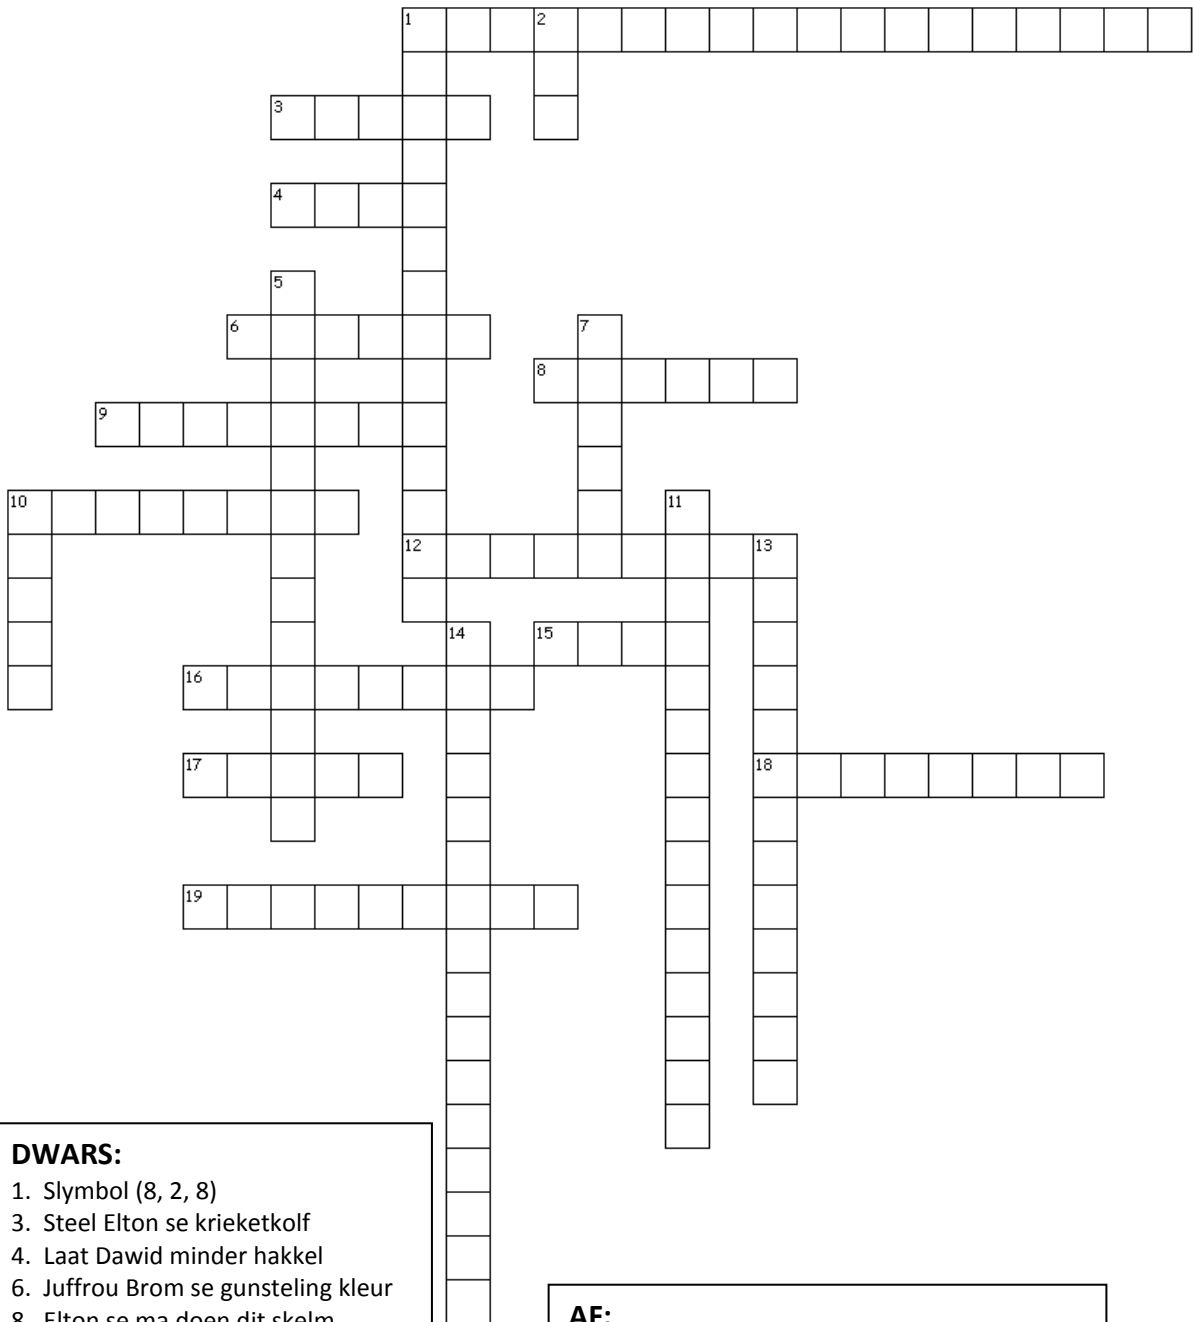 1
2
3
4
5
6
7
8
9
10
11
12
13
14
15
16
17
18
19
DWARS:
1. Slymbol (8, 2, 8)
3. Steel Elton se krieketkolf
4. Laat Dawid minder hakkel
6. Juffrou Brom se gunsteling kleur
8. Elton se ma doen dit skelm
AF: